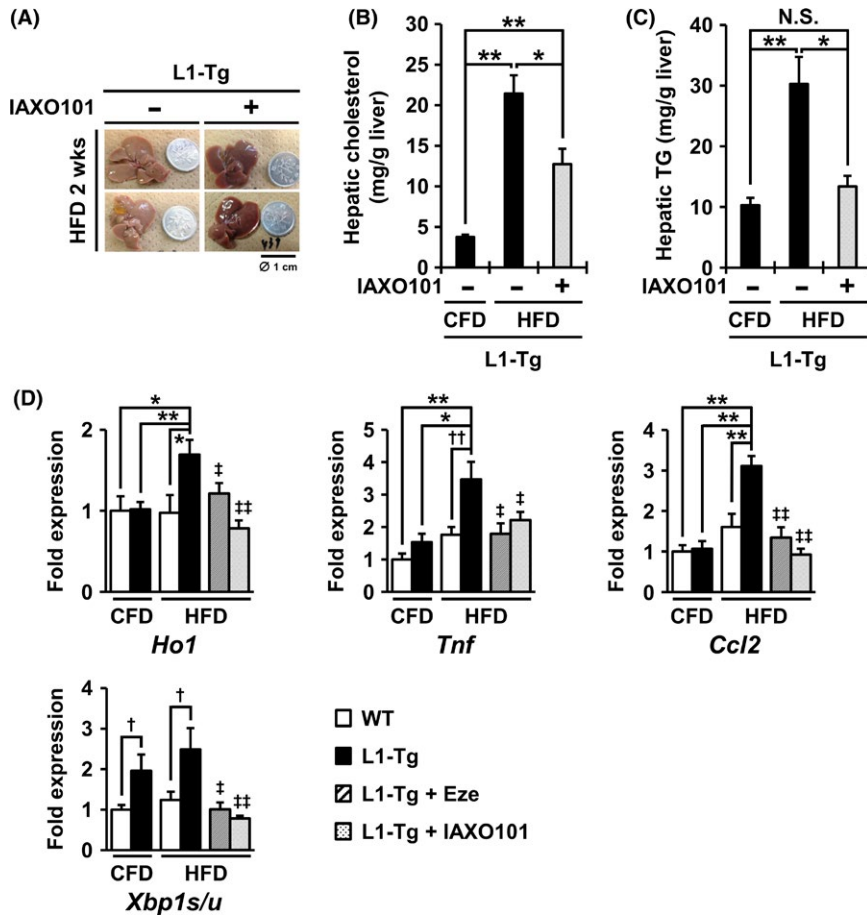 (A)
L1-Tg
IAXO101 − +
HFD 2 wks
Ø 1 cm
(B)
Hepatic cholesterol
(mg/g liver)
30
25
20
15
10
5
0
**
** *
IAXO101 − − +
CFD HFD
L1-Tg
(C)
Hepatic TG (mg/g liver)
40
30
20
10
0
N.S.
** *
IAXO101 − − +
CFD HFD
L1-Tg
(D)
Fold expression
2
1
0
*
**
*
‡
‡‡
CFD HFD
Ho1
Fold expression
5
4
3
2
1
0
**
*
††
‡ ‡
CFD HFD
Tnf
Fold expression
4
3
2
1
0
**
**
**
‡‡ ‡‡
CFD HFD
Ccl2
Fold expression
4
3
2
1
0
† †
‡ ‡‡
CFD HFD
Xbp1s/u
WT
L1-Tg
L1-Tg + Eze
L1-Tg + IAXO101